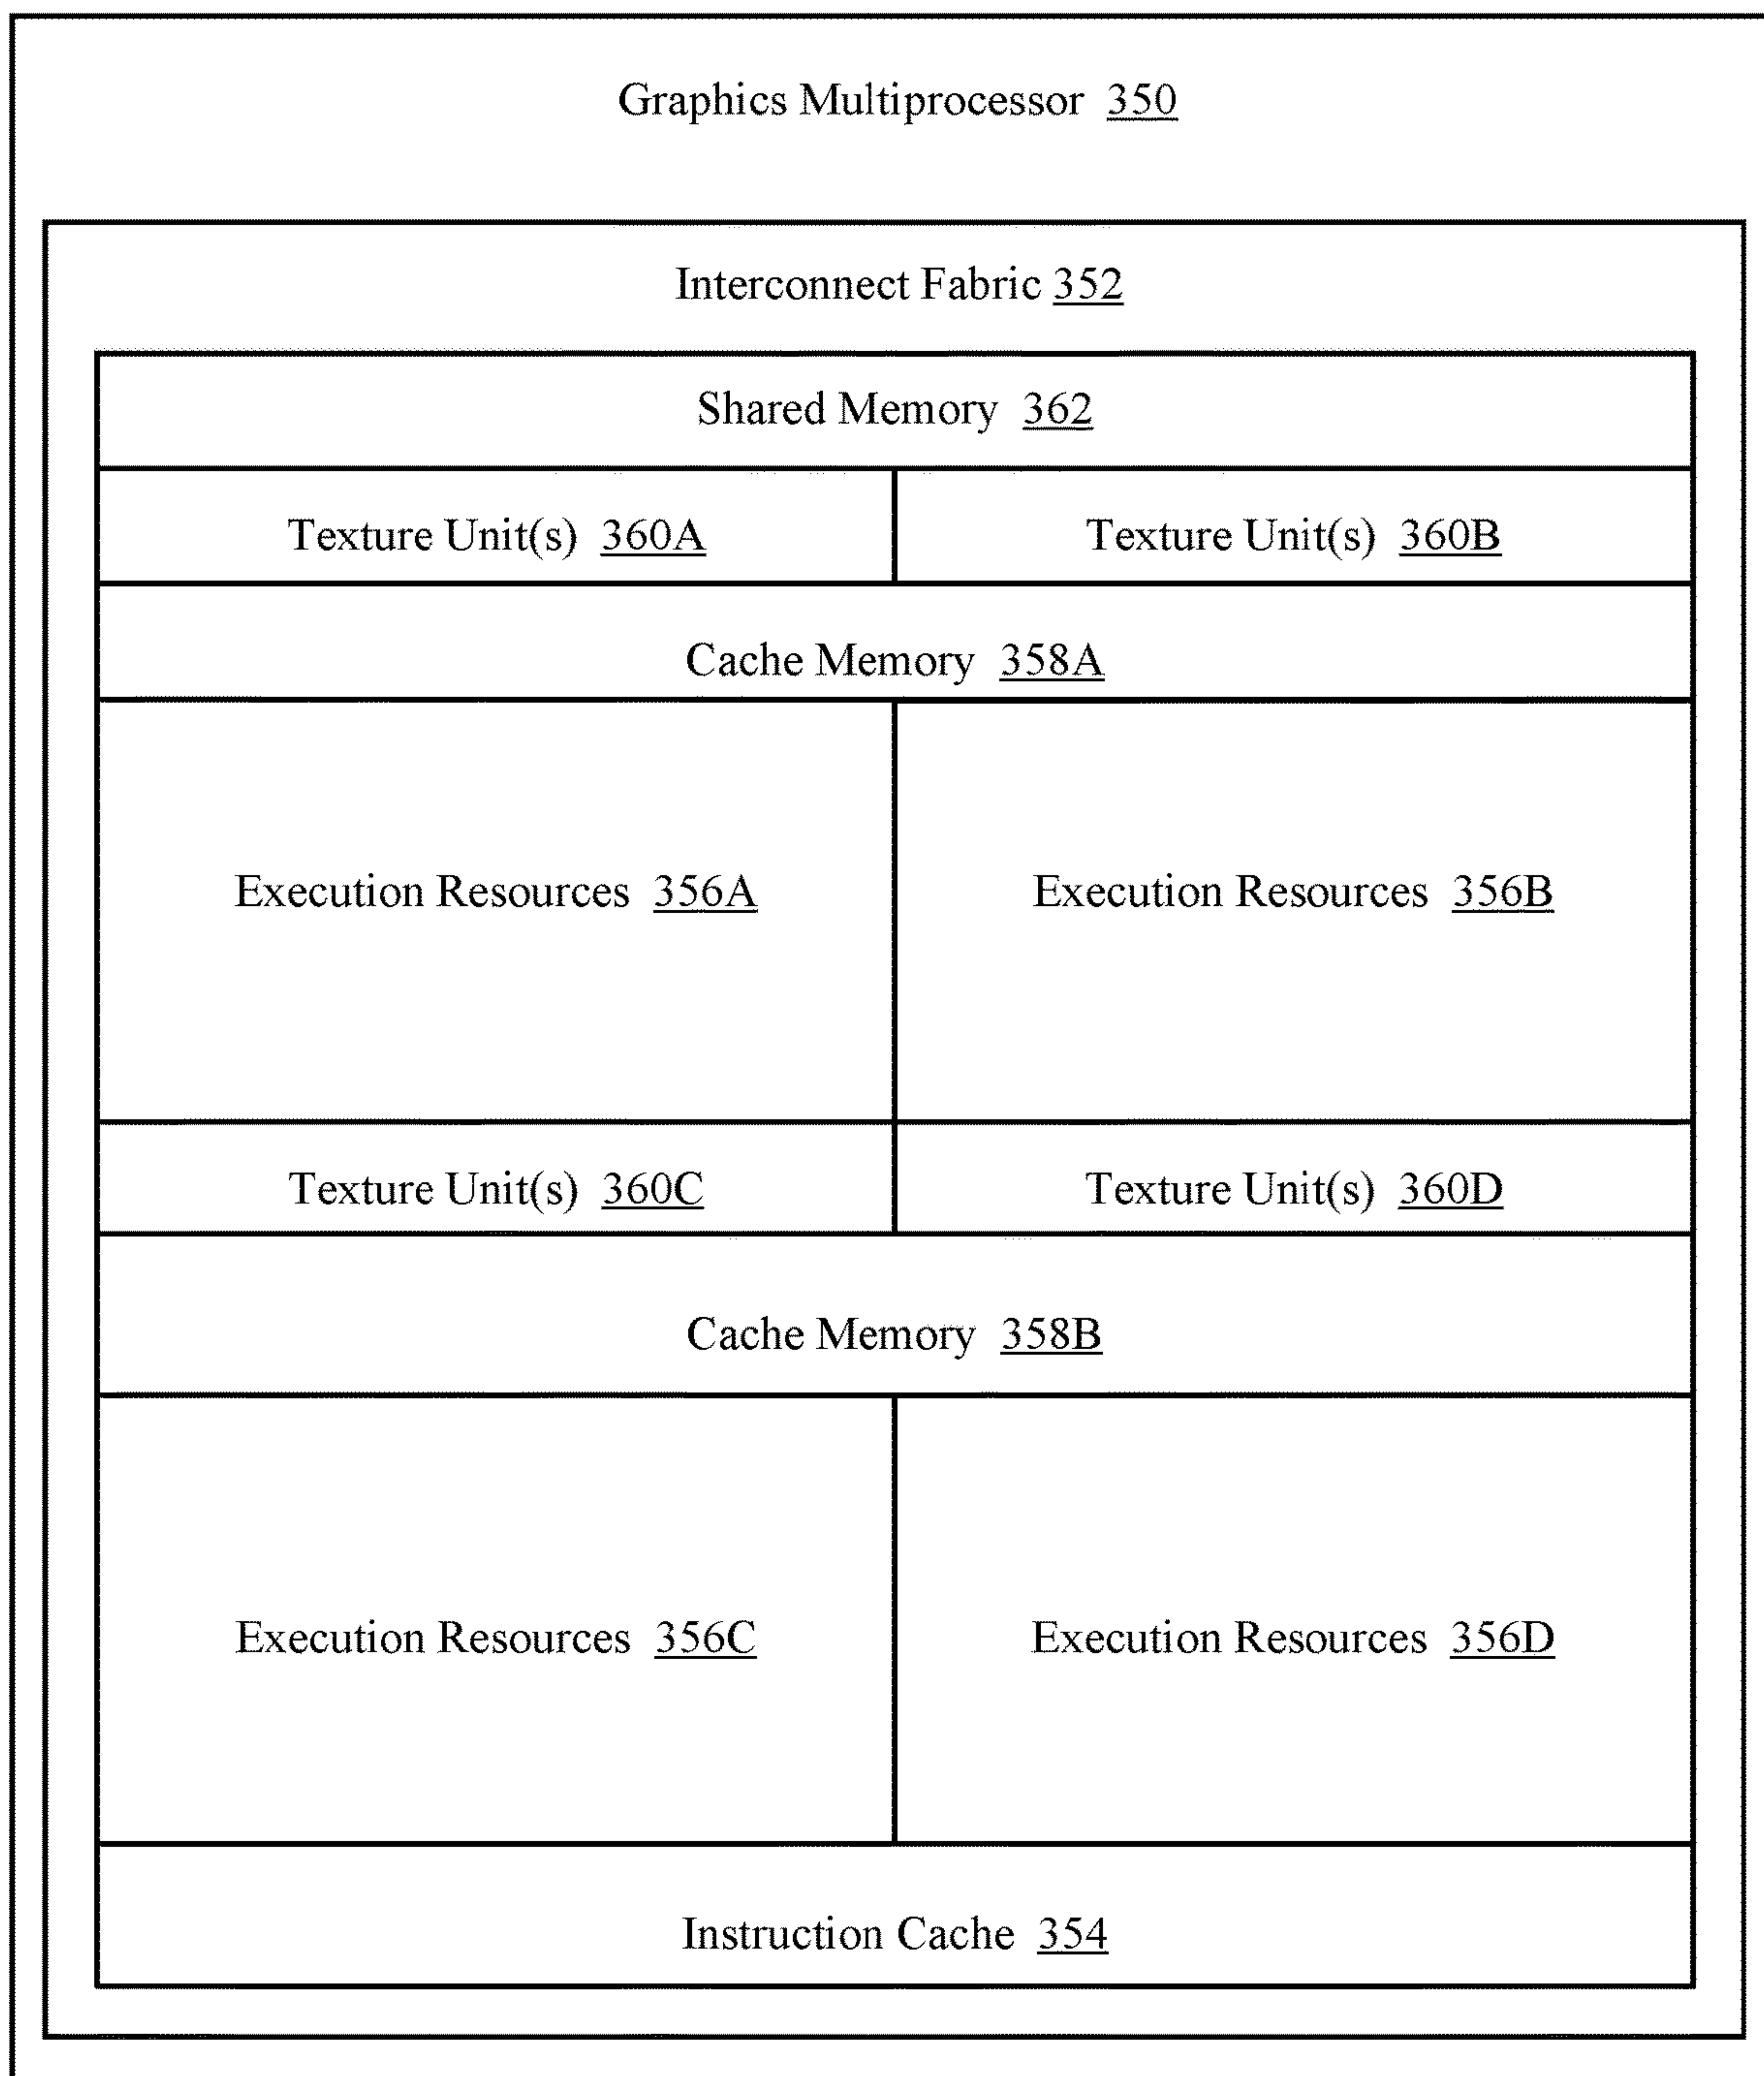 Graphics Multiprocessor 350
Interconnect Fabric 352
Shared Memory 362
Texture Unit(s) 360A
Texture Unit(s) 360B
Cache Memory 358A
Execution Resources 356A
Execution Resources 356B
Texture Unit(s) 360C
Texture Unit(s) 360D
Cache Memory 358B
Execution Resources 356C
Execution Resources 356D
Instruction Cache 354